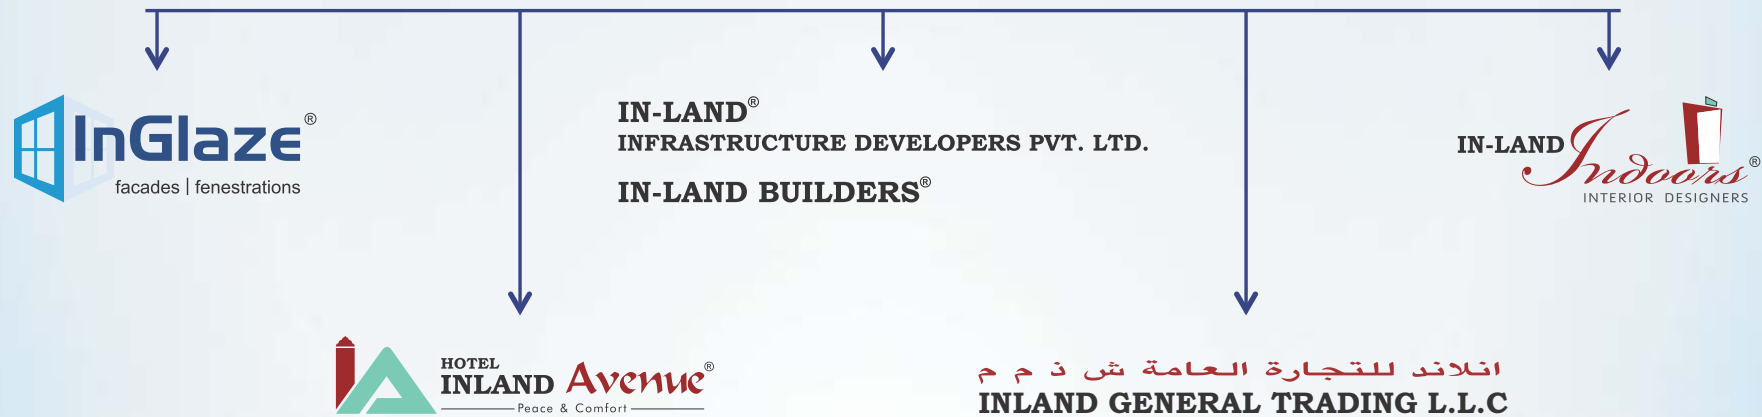 InGlaze®
facades | fenestrations
IN-LAND®
INFRASTRUCTURE DEVELOPERS PVT. LTD.
IN-LAND BUILDERS®
IN-LAND Indoors®
INTERIOR DESIGNERS
HOTEL
INLAND Avenue®
Peace & Comfort
انلاند للتجارة العامة ش ذ م م
INLAND GENERAL TRADING L.L.C